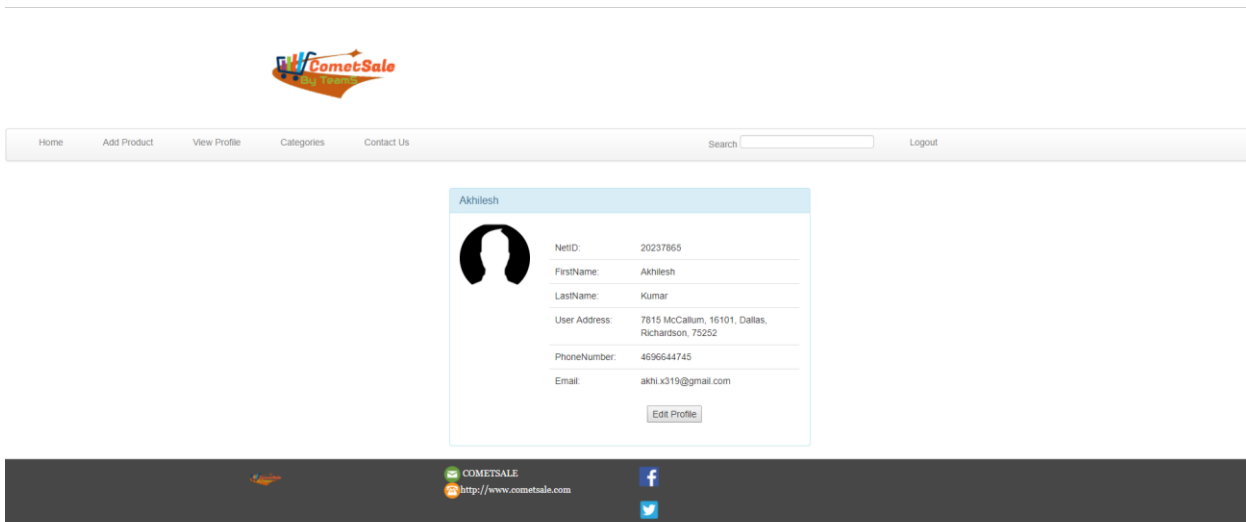 CometSale
By TeamS
Home Add Product View Profile Categories Contact Us Search Logout
Akhilesh
NetID: 20237865
FirstName: Akhilesh
LastName: Kumar
User Address: 7815 McCallum, 16101, Dallas,
Richardson, 75252
PhoneNumber: 4696644745
Email: akhi.x319@gmail.com
Edit Profile
COMETSALE
http://www.cometsale.com